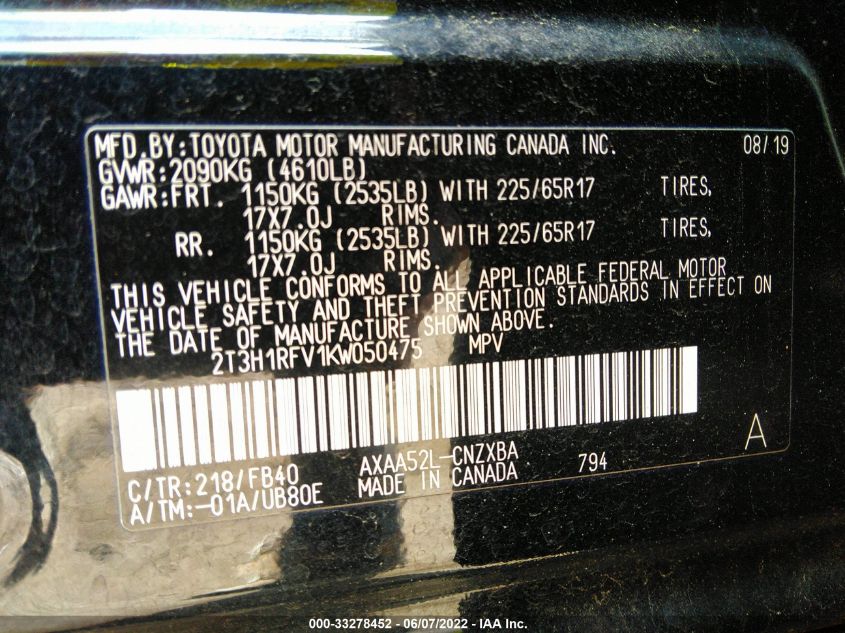 MFD.BY:TOYOTA MOTOR MANUFACTURING CANADA INC. 08/19
GVWR:2090KG (4610LB)
GAWR:FRT. 1150KG (2535LB) WITH 225/65R17 TIRES,
17X7.0J RIMS.
RR. 1150KG (2535LB) WITH 225/65R17 TIRES,
17X7.0J RIMS.
THIS VEHICLE CONFORMS TO ALL APPLICABLE FEDERAL MOTOR
VEHICLE SAFETY AND THEFT PREVENTION STANDARDS IN EFFECT ON
THE DATE OF MANUFACTURE SHOWN ABOVE.
2T3H1RFV1KW050475 MPV
A
C/TR:218/FB40 AXAA52L-CNZXBA 794
A/TM:-01A/UB80E MADE IN CANADA
000-33278452 - 06/07/2022 - IAA Inc.